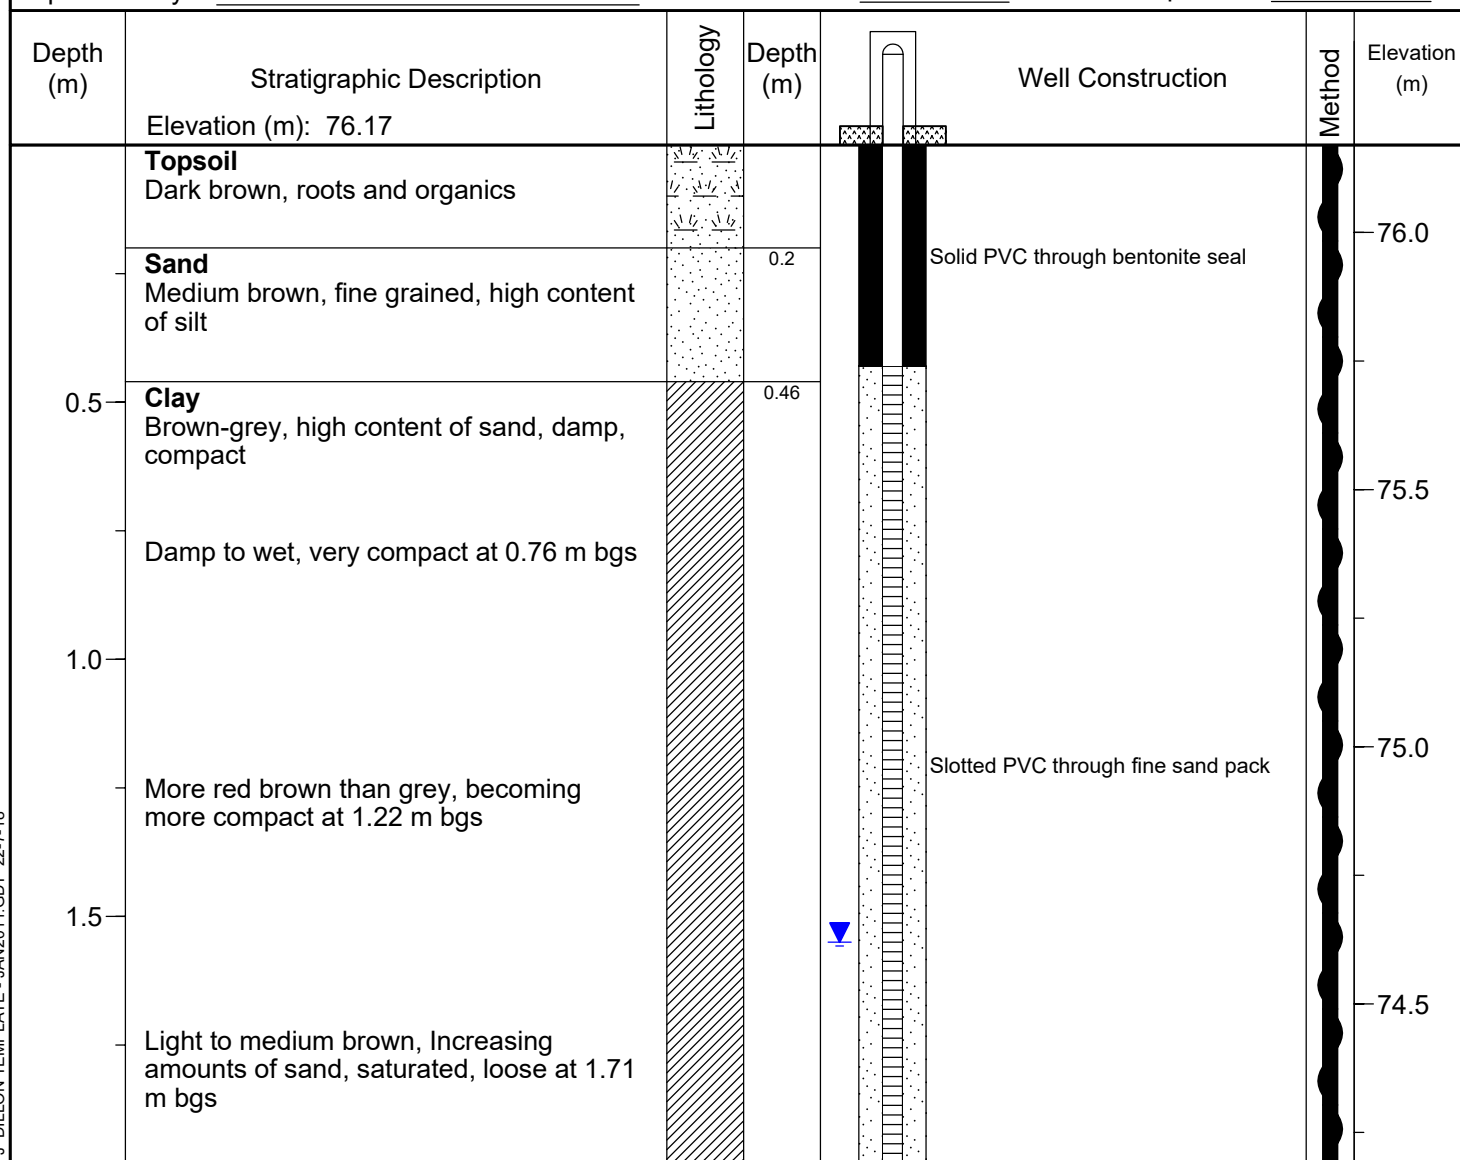 Depth
(m)
Stratigraphic Description
Elevation (m): 76.17
Lithology
Depth
(m)
Well Construction
Method
Elevation
(m)
Topsoil
Dark brown, roots and organics
76.0
0.2
Solid PVC through bentonite seal
Sand
Medium brown, fine grained, high content
of silt
0.46
0.5
Clay
Brown-grey, high content of sand, damp,
compact
75.5
Damp to wet, very compact at 0.76 m bgs
1.0
75.0
Slotted PVC through fine sand pack
More red brown than grey, becoming
more compact at 1.22 m bgs
1.5
74.5
Light to medium brown, Increasing
amounts of sand, saturated, loose at 1.71
m bgs